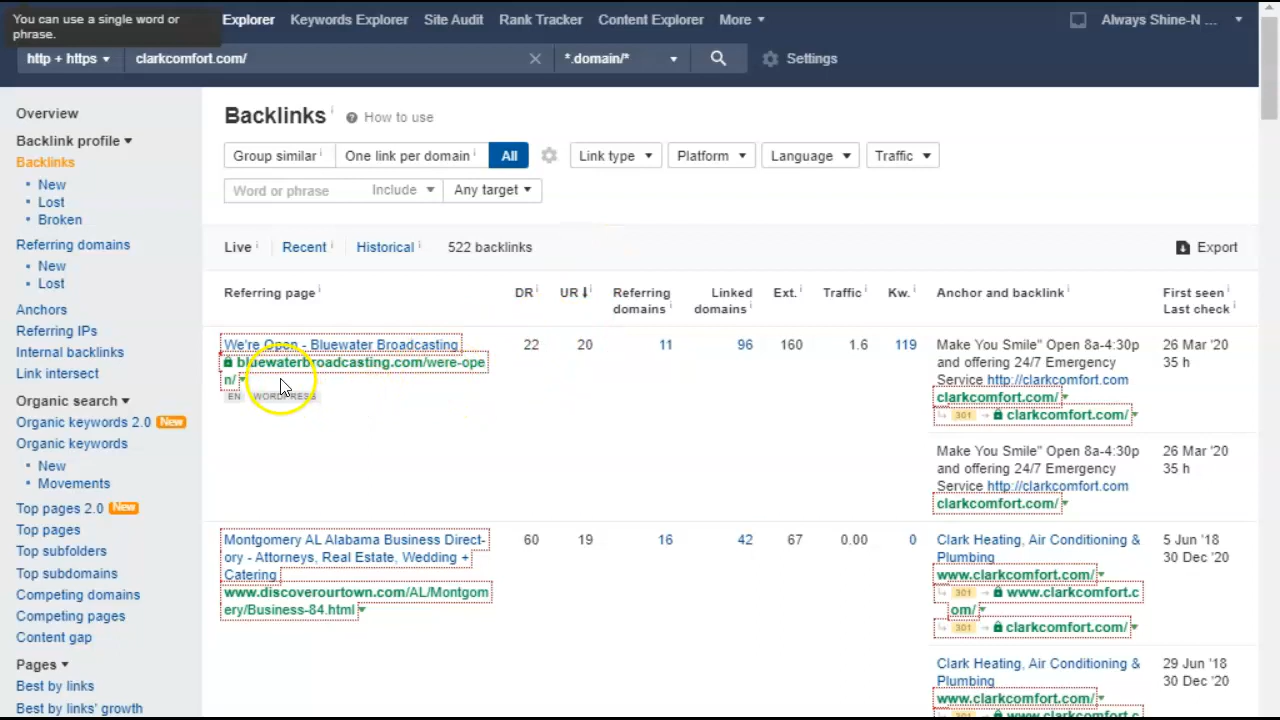 You can use a single word or
phrase.
Explorer
Keywords Explorer
Site Audit
Rank Tracker
Content Explorer
More
Always Shine-N ...
http + https
clarkcomfort.com/
*.domain/*
Settings
Overview
Backlink profile
Backlinks
New
Lost
Broken
Referring domains
New
Lost
Anchors
Referring IPs
Internal backlinks
Link intersect
Organic search
Organic keywords 2.0 New
Organic keywords
New
Movements
Top pages 2.0 New
Top pages
Top subfolders
Top subdomains
Competing domains
Competing pages
Content gap
Pages
Best by links
Best by links' growth
Backlinks
How to use
Group similar
One link per domain
All
Link type
Platform
Language
Traffic
Word or phrase
Include
Any target
Live
Recent
Historical
522 backlinks
Export
Referring page
DR
UR
Referring
domains
Linked
domains
Ext.
Traffic
Kw.
Anchor and backlink
First seen
Last check
We're Open - Bluewater Broadcasting
bluewaterbroadcasting.com/were-ope
n/
EN WORDPRESS
22
20
11
96
160
1.6
119
Make You Smile" Open 8a-4:30p
and offering 24/7 Emergency
Service http://clarkcomfort.com
clarkcomfort.com/
301 → clarkcomfort.com/
26 Mar '20
35 h
Make You Smile" Open 8a-4:30p
and offering 24/7 Emergency
Service http://clarkcomfort.com
clarkcomfort.com/
26 Mar '20
35 h
Montgomery AL Alabama Business Direct-
ory - Attorneys, Real Estate, Wedding +
Catering
www.discoverourtown.com/AL/Montgom
ery/Business-84.html
60
19
16
42
67
0.00
0
Clark Heating, Air Conditioning &
Plumbing
www.clarkcomfort.com/
301 → www.clarkcomfort.c
om/
301 → clarkcomfort.com/
5 Jun '18
30 Dec '20
Clark Heating, Air Conditioning &
Plumbing
www.clarkcomfort.com/
301 → www.clarkcomfort.c
29 Jun '18
30 Dec '20